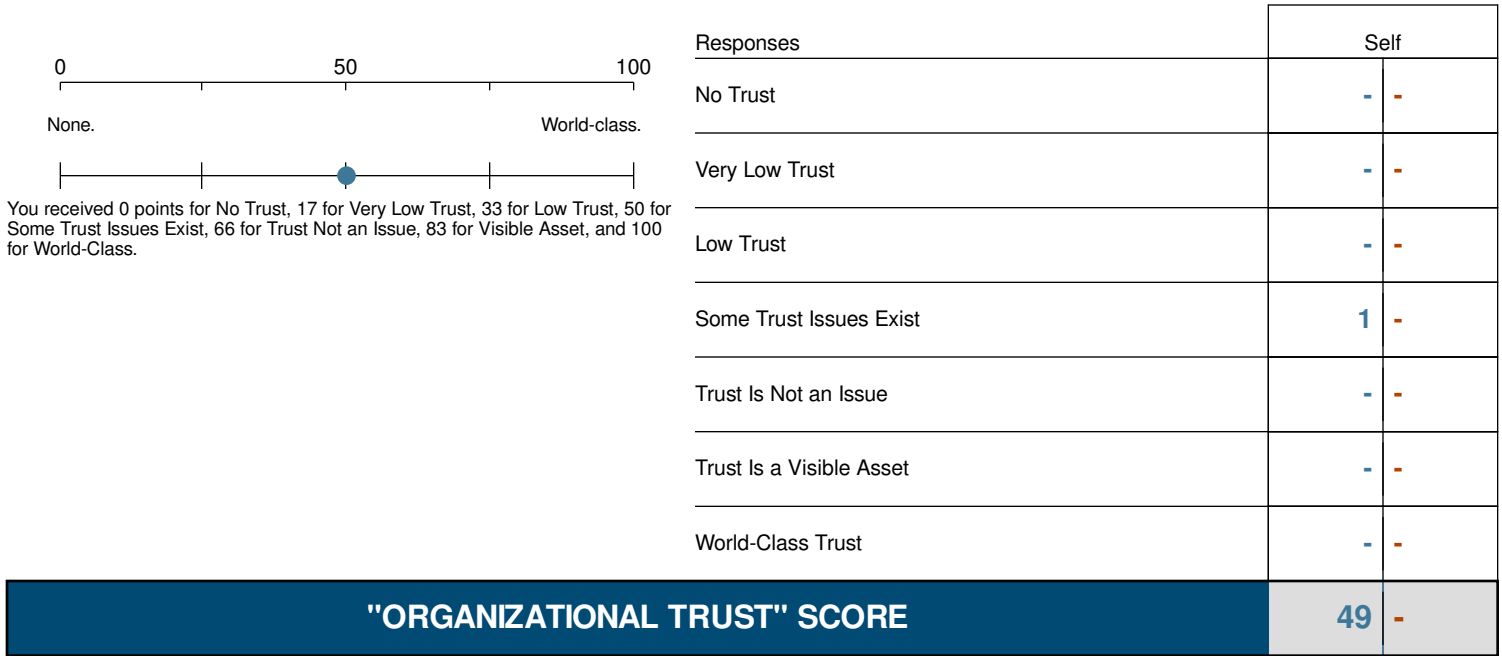 Responses Self
0 50 100
No Trust - -
None. World-class.
Very Low Trust - -
You received 0 points for No Trust, 17 for Very Low Trust, 33 for Low Trust, 50 for
Some Trust Issues Exist, 66 for Trust Not an Issue, 83 for Visible Asset, and 100
for World-Class.
Low Trust - -
Some Trust Issues Exist 1 -
Trust Is Not an Issue - -
Trust Is a Visible Asset - -
World-Class Trust - -
"ORGANIZATIONAL TRUST" SCORE 49 -